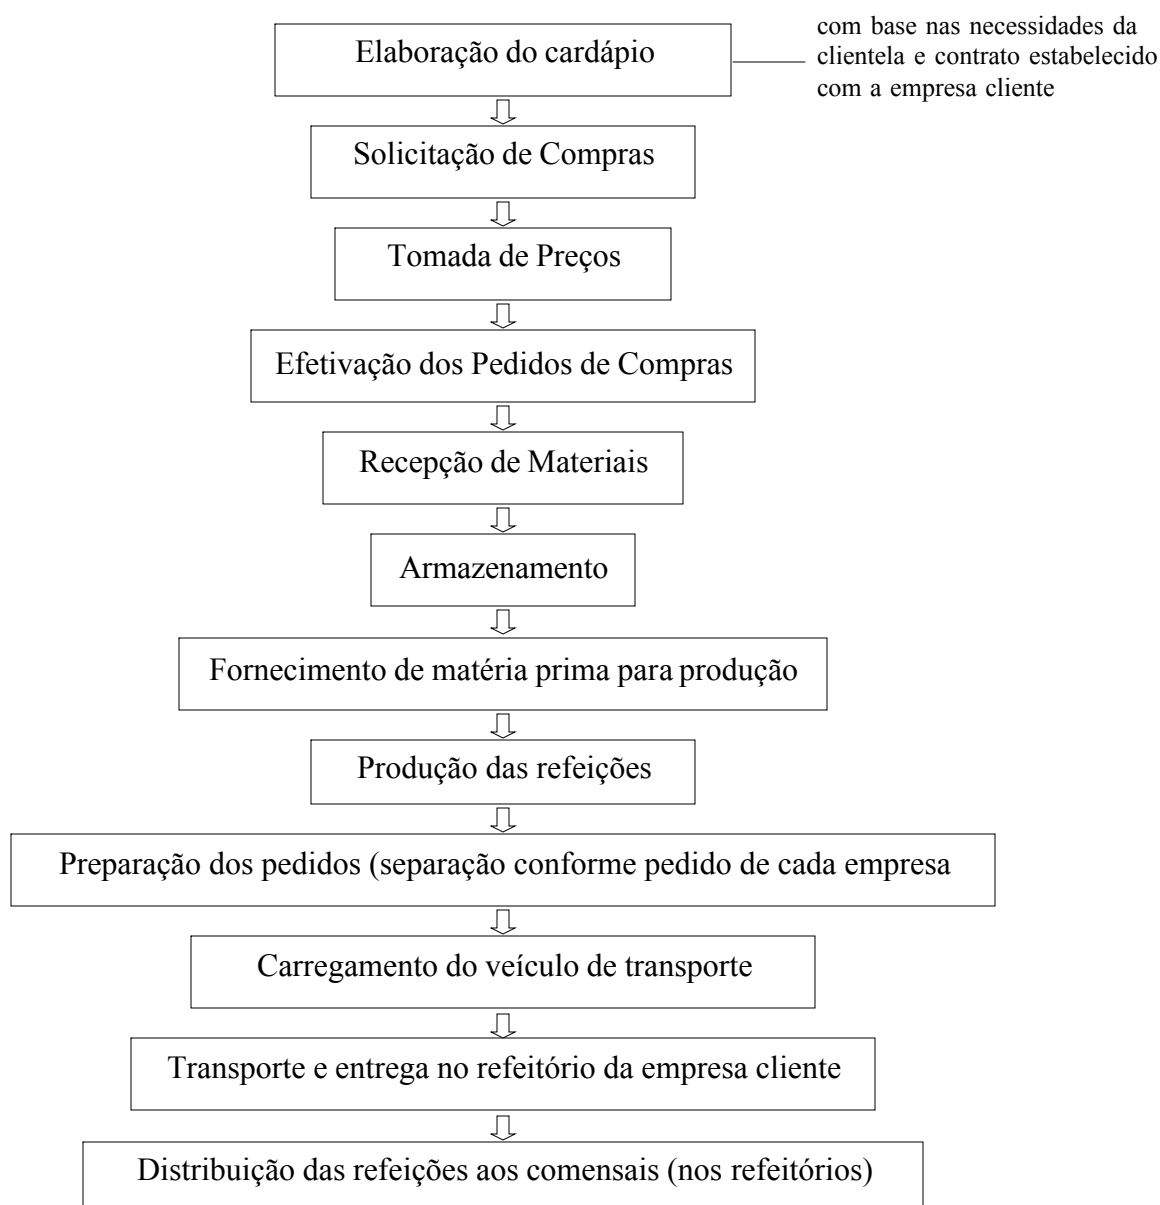 Elaboração do cardápio
com base nas necessidades da
clientela e contrato estabelecido
com a empresa cliente
Solicitação de Compras
Tomada de Preços
Efetivação dos Pedidos de Compras
Recepção de Materiais
Armazenamento
Fornecimento de matéria prima para produção
Produção das refeições
Preparação dos pedidos (separação conforme pedido de cada empresa
Carregamento do veículo de transporte
Transporte e entrega no refeitório da empresa cliente
Distribuição das refeições aos comensais (nos refeitórios)